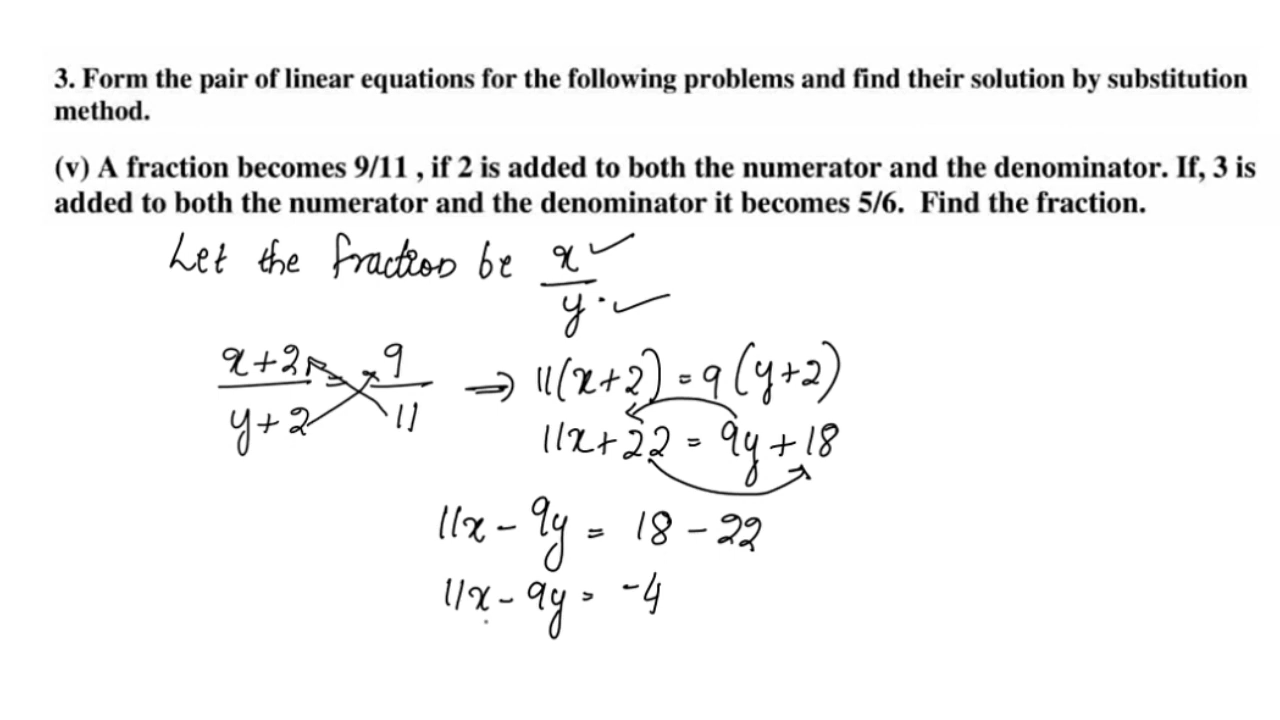 3. Form the pair of linear equations for the following problems and find their solution by substitution
method.
(v) A fraction becomes 9/11 , if 2 is added to both the numerator and the denominator. If, 3 is
added to both the numerator and the denominator it becomes 5/6. Find the fraction.
Let the fraction be x/y.
(x+2)/(y+2) = 9/11 ⇒ 11(x+2) = 9(y+2)
11x+22 = 9y+18
11x - 9y = 18 - 22
11x - 9y = -4